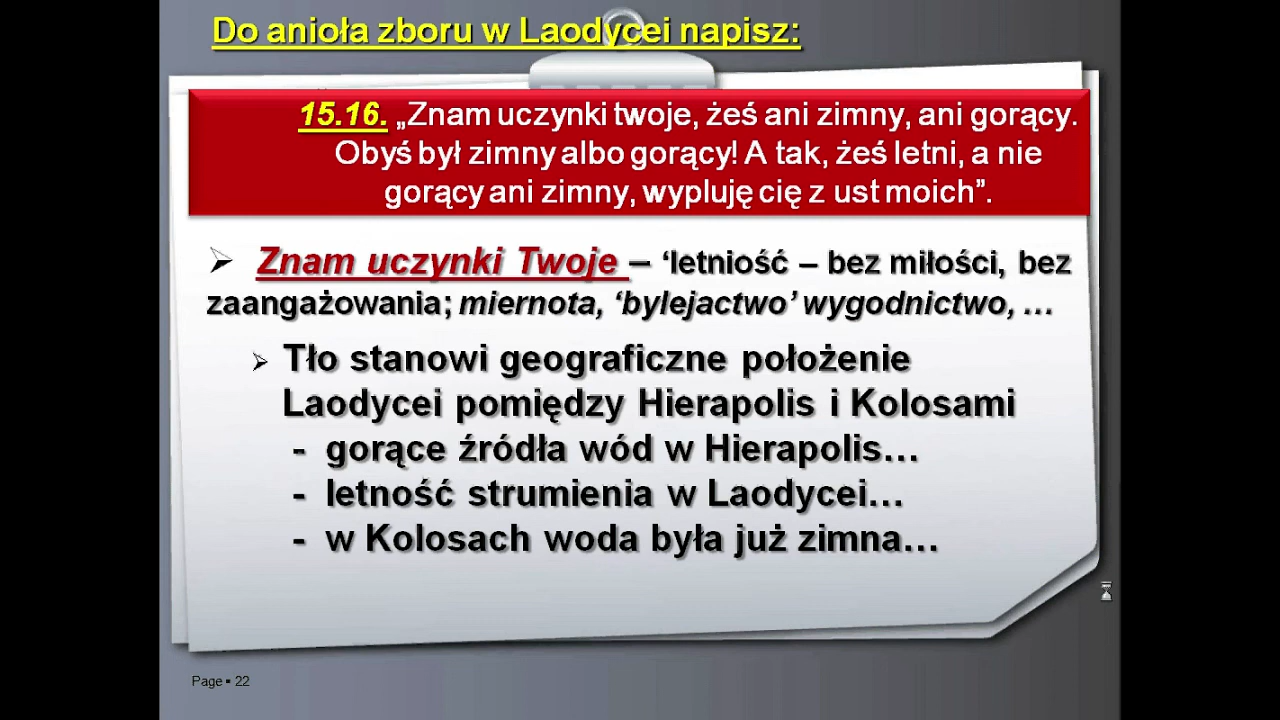 Do anioła zboru w Laodycei napisz:
15.16. „Znam uczynki twoje, żeś ani zimny, ani gorący.
Obyś był zimny albo gorący! A tak, żeś letni, a nie
gorący ani zimny, wypluję cię z ust moich”.
➢ Znam uczynki Twoje – ‘letniość – bez miłości, bez
zaangażowania; miernota, ‘bylejactwo’ wygodnictwo, …
➢ Tło stanowi geograficzne położenie
Laodycei pomiędzy Hierapolis i Kolosami
- gorące źródła wód w Hierapolis…
- letność strumienia w Laodycei…
- w Kolosach woda była już zimna…
Page ▪ 22